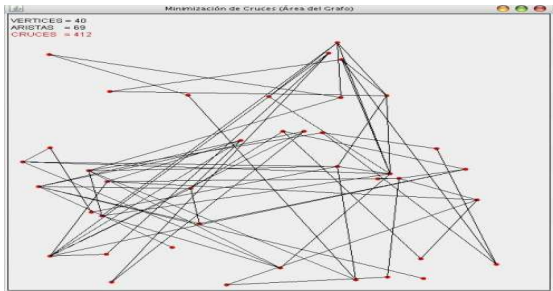 Minimización de Cruces (Área del Grafo)
VERTICES = 40
ARISTAS = 69
CRUCES = 412